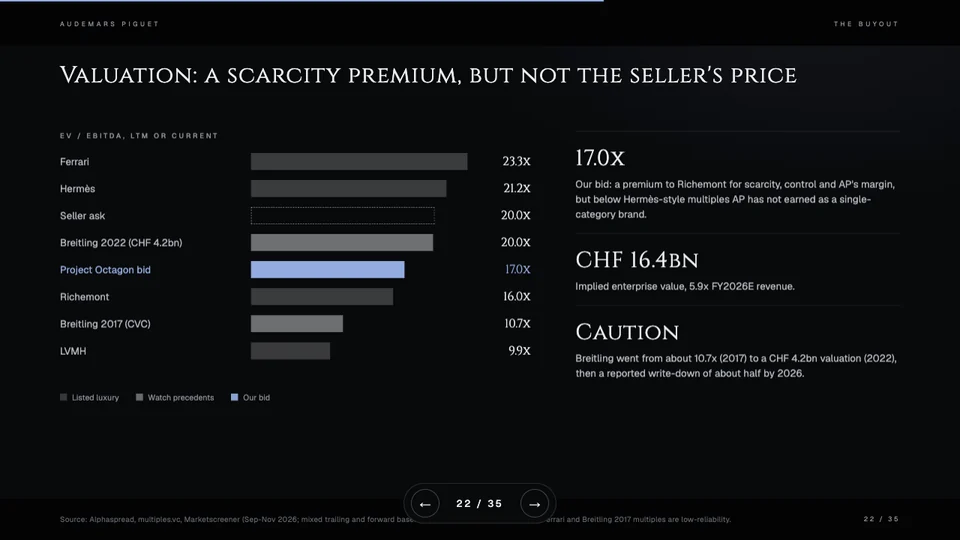 AUDEMARS PIGUET
THE BUYOUT
Valuation: a scarcity premium, but not the seller's price
EV / EBITDA, LTM OR CURRENT
Ferrari 23.3x
Hermès 21.2x
Seller ask 20.0x
Breitling 2022 (CHF 4.2bn) 20.0x
Project Octagon bid 17.0x
Richemont 16.0x
Breitling 2017 (CVC) 10.7x
LVMH 9.9x
Listed luxury Watch precedents Our bid
17.0x
Our bid: a premium to Richemont for scarcity, control and AP's margin,
but below Hermès-style multiples AP has not earned as a single-
category brand.
CHF 16.4bn
Implied enterprise value, 5.9x FY2026E revenue.
Caution
Breitling went from about 10.7x (2017) to a CHF 4.2bn valuation (2022),
then a reported write-down of about half by 2026.
← 22 / 35 →
Source: Alphaspread, multiples.vc, Marketscreener (Sep-Nov 2026; mixed trailing and forward and Breitling 2017 multiples are low-reliability.
22 / 35